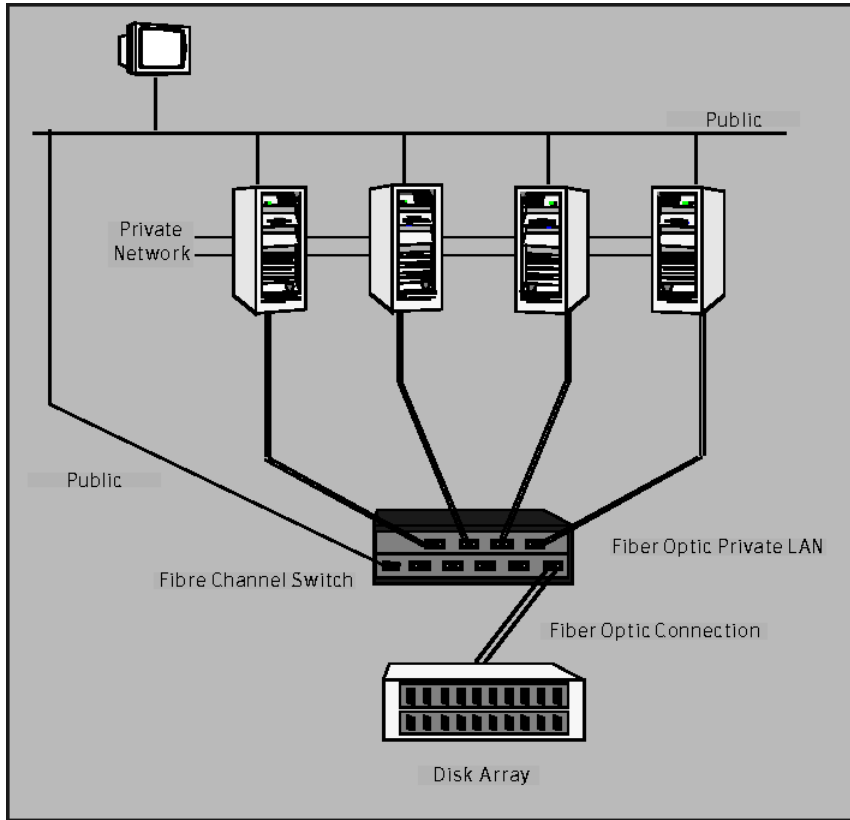 Public
Private
Network
Public
Fiber Optic Private LAN
Fibre Channel Switch
Fiber Optic Connection
Disk Array